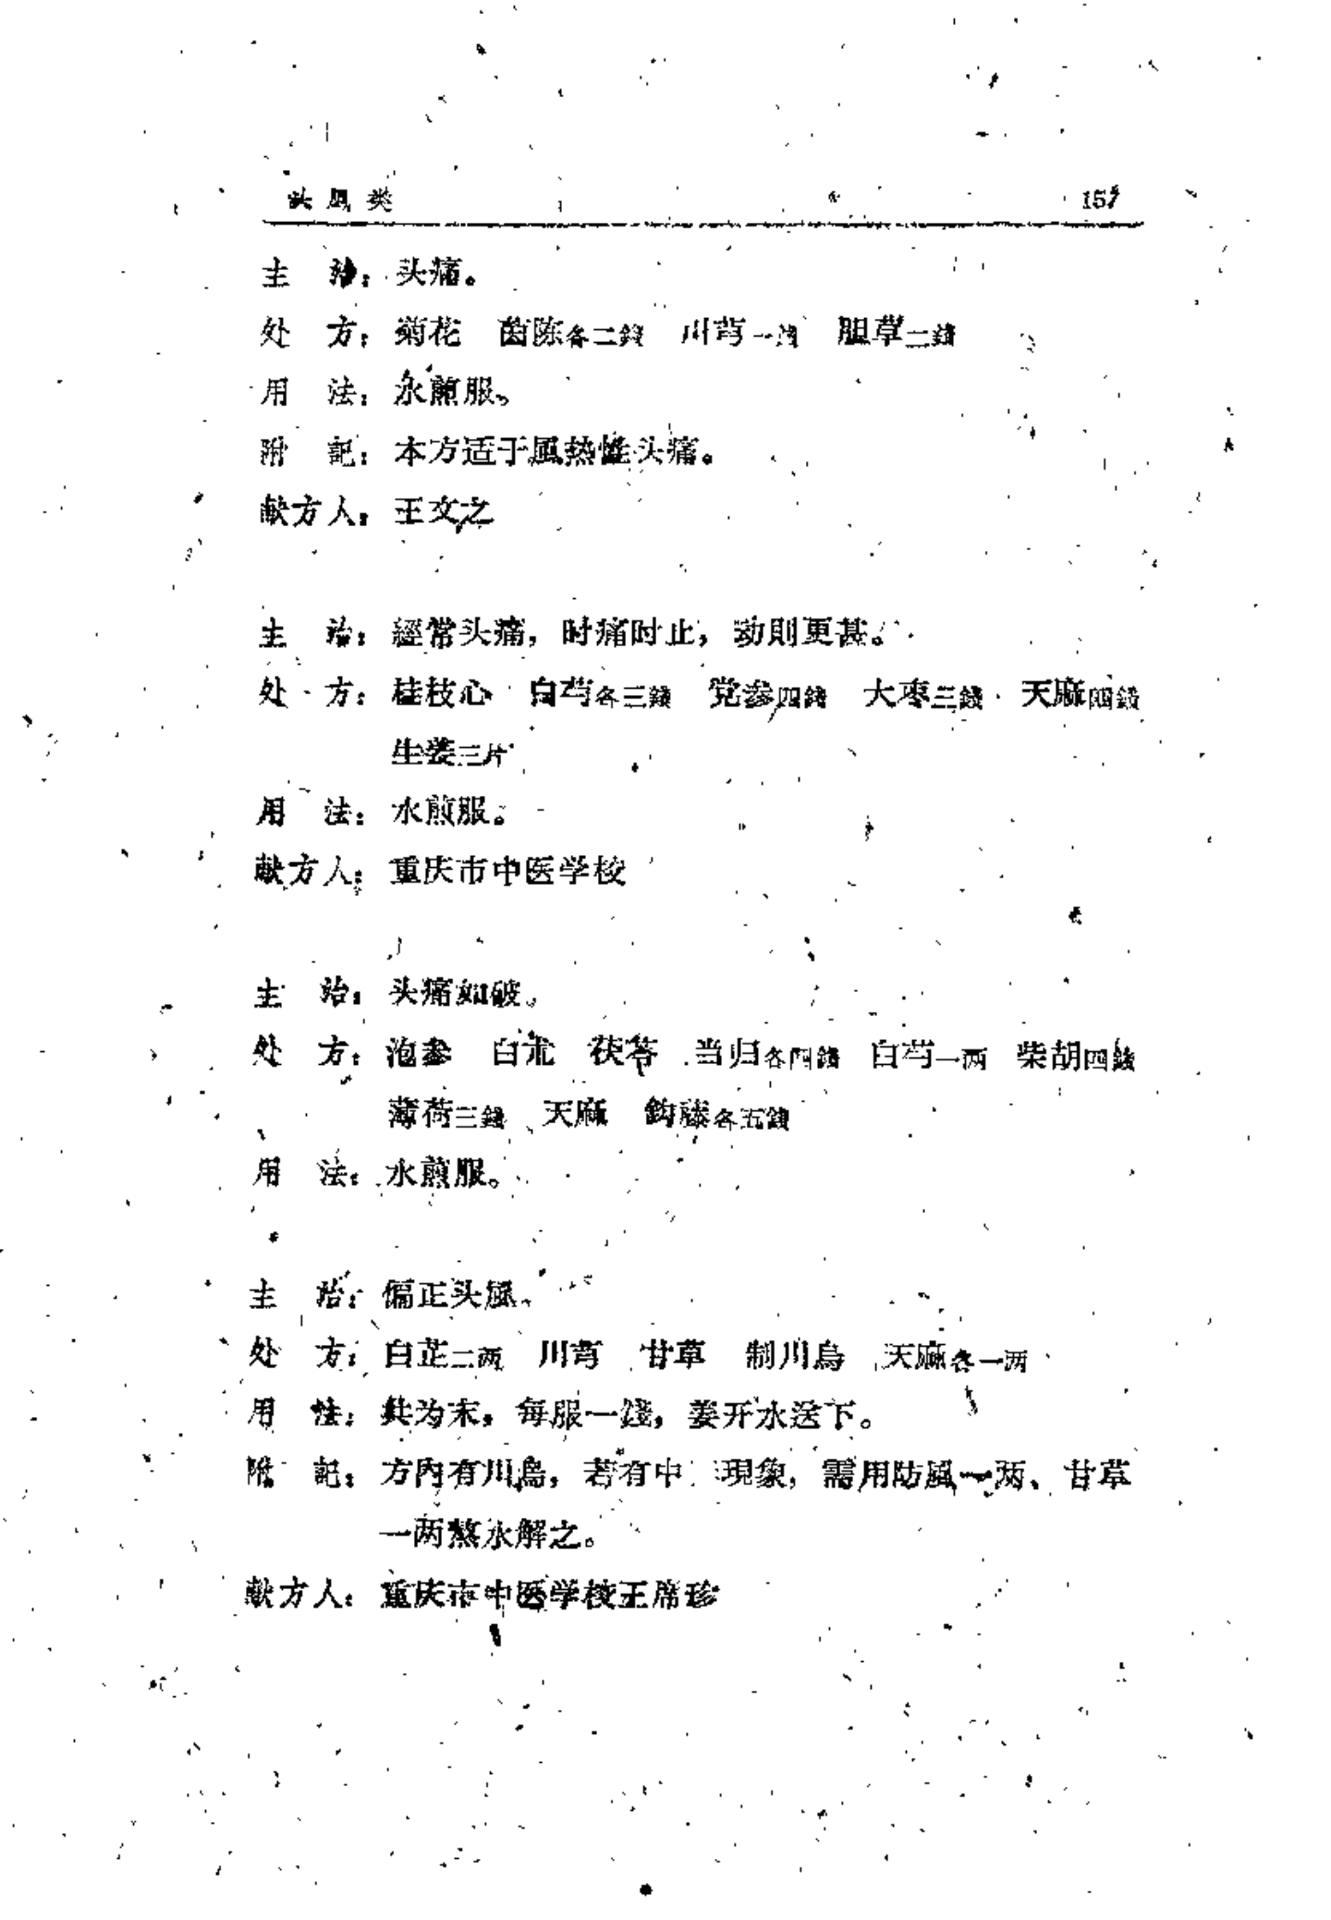 头風类 157
主　治：头痛。
处　方：菊花　茵陈各二錢　川芎一錢　胆草二錢
用　法：水煎服。
附　記：本方适于風热性头痛。
献方人：王文之
主　治：經常头痛，时痛时止，动則更甚。
处　方：桂枝心　白芍各三錢　党参四錢　大枣三錢　天麻四錢
生姜三片
用　法：水煎服。
献方人：重庆市中医学校
主　治：头痛如破。
处　方：泡参　白朮　茯苓　当归各四錢　白芍一两　柴胡四錢
薄荷三錢　天麻　鈎藤各五錢
用　法：水煎服。
主　治：偏正头風。
处　方：白芷二两　川芎　甘草　制川烏　天麻各一两
用　法：共为末，每服一錢，姜开水送下。
附　記：方內有川烏，若有中 現象，需用防風一两、甘草
一两熬水解之。
献方人：重庆市中医学校王席珍